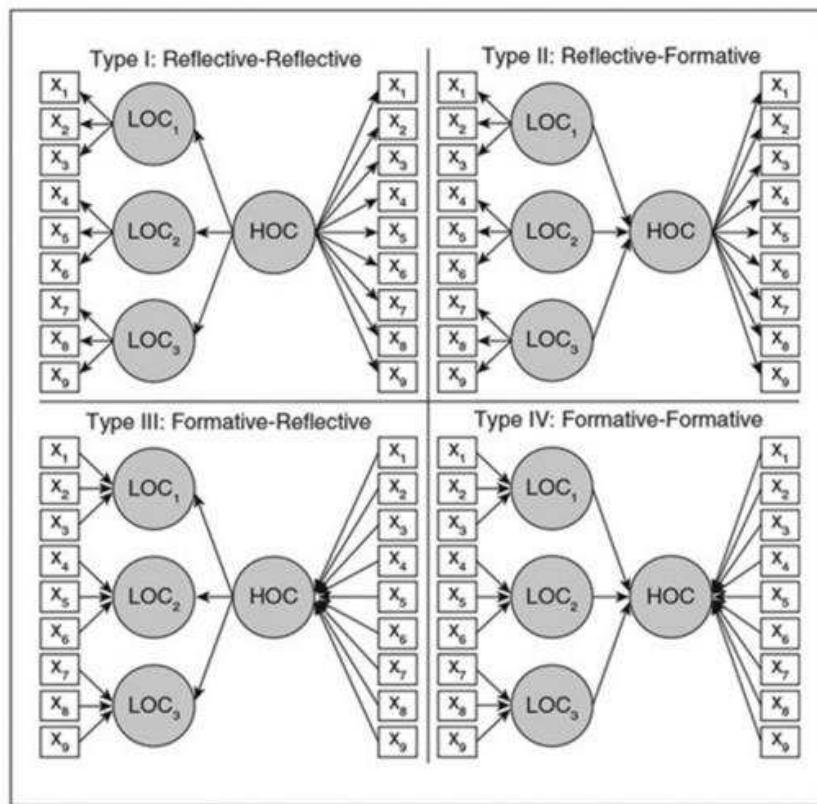 Type I: Reflective-Reflective
X1
X2
X3
X4
X5
X6
X7
X8
X9
LOC1
LOC2
LOC3
HOC
X1
X2
X3
X4
X5
X6
X7
X8
X9
Type II: Reflective-Formative
X1
X2
X3
X4
X5
X6
X7
X8
X9
LOC1
LOC2
LOC3
HOC
X1
X2
X3
X4
X5
X6
X7
X8
X9
Type III: Formative-Reflective
X1
X2
X3
X4
X5
X6
X7
X8
X9
LOC1
LOC2
LOC3
HOC
X1
X2
X3
X4
X5
X6
X7
X8
X9
Type IV: Formative-Formative
X1
X2
X3
X4
X5
X6
X7
X8
X9
LOC1
LOC2
LOC3
HOC
X1
X2
X3
X4
X5
X6
X7
X8
X9